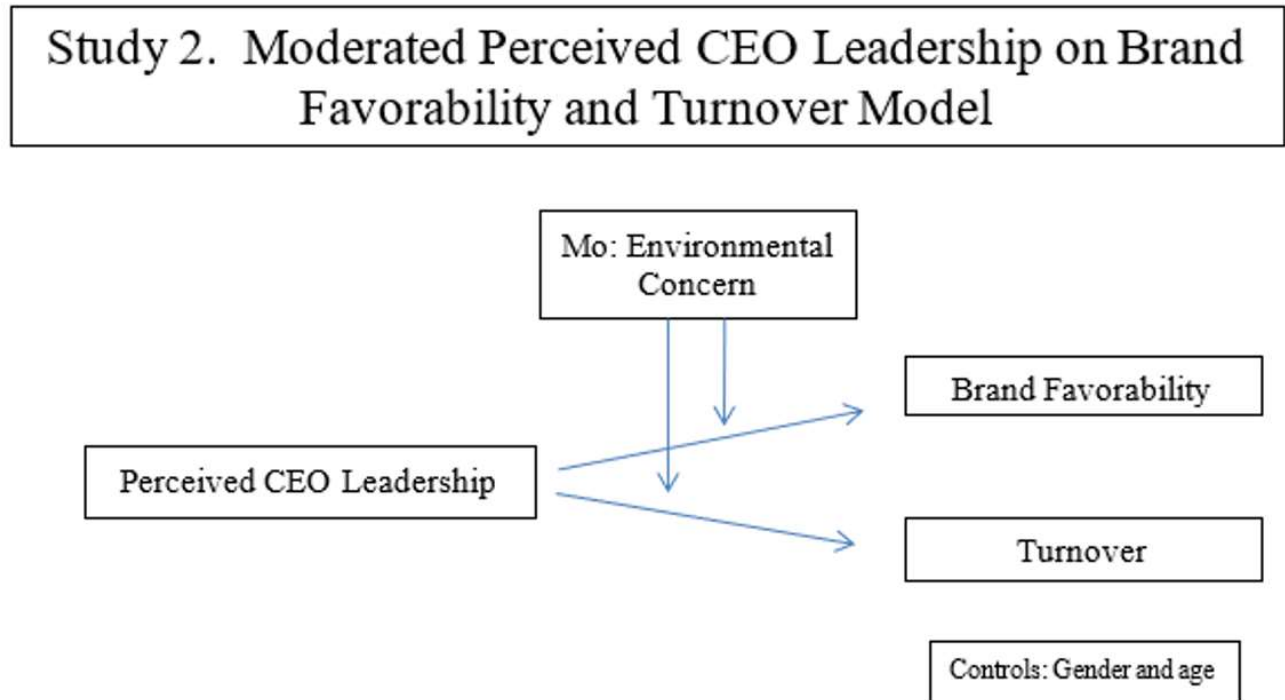 Study 2.  Moderated Perceived CEO Leadership on Brand
Favorability and Turnover Model
Mo: Environmental
Concern
Brand Favorability
Perceived CEO Leadership
Turnover
Controls: Gender and age